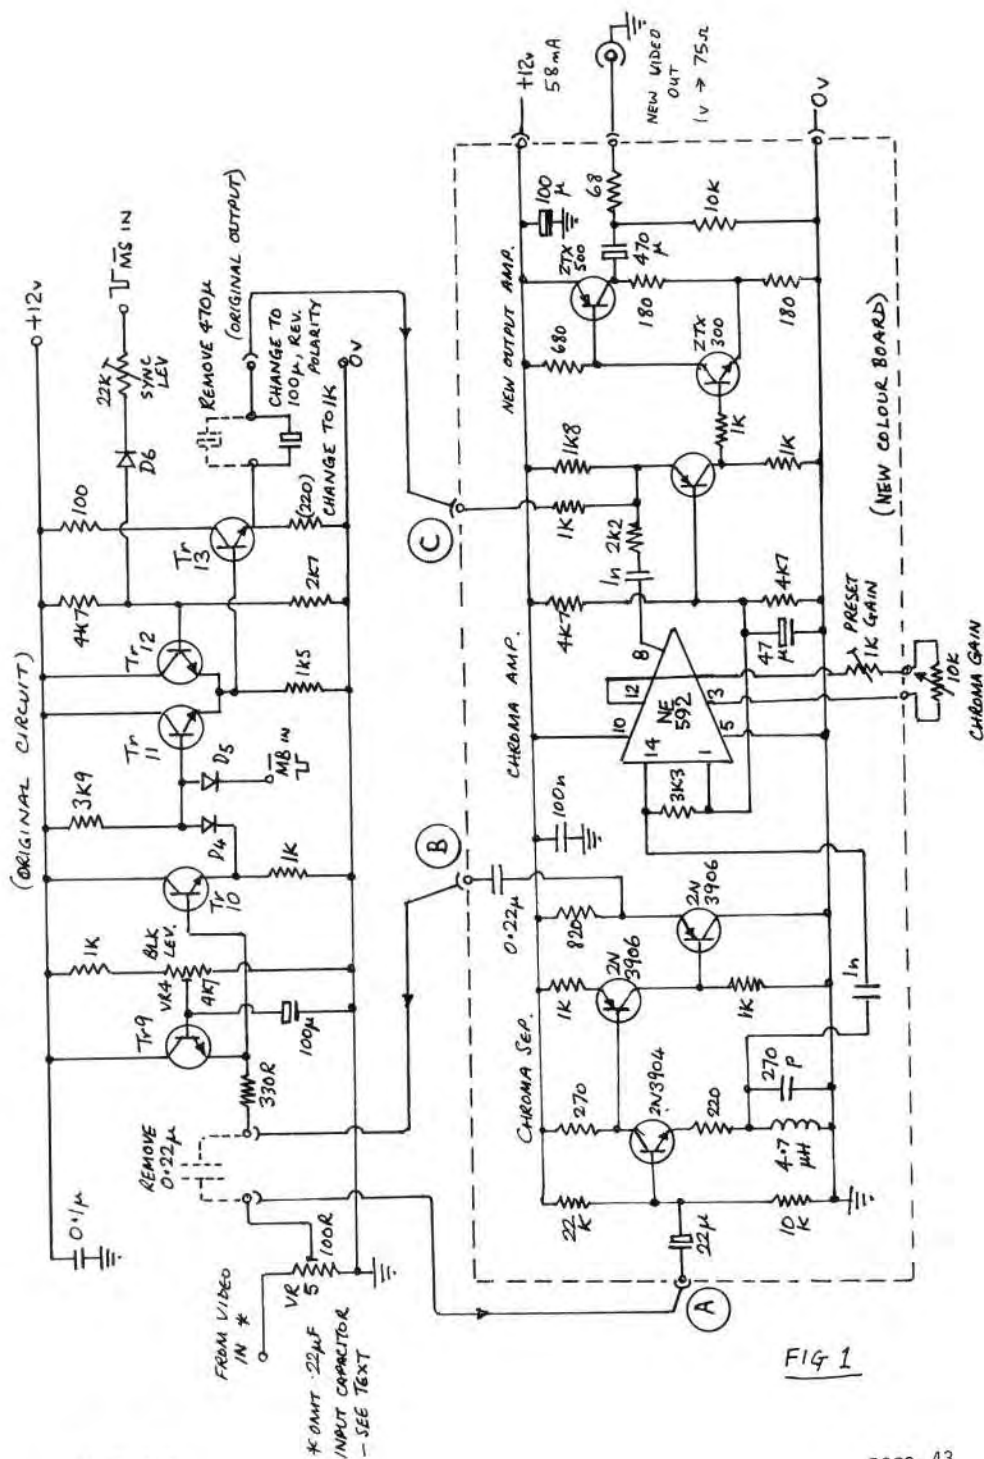 (ORIGINAL CIRCUIT)
+12v
0.1μ
FROM VIDEO
IN *
VR
5
100R
* OMIT .22μF
INPUT CAPACITOR
- SEE TEXT
REMOVE
0.22μ
330R
Tr9
VR4
4K7
BLK
LEV.
1K
100μ
Tr
10
1K
3K9
D4
D5
MB IN
Tr
11
Tr
12
1K5
4K7
2K7
Tr
13
100
(220)
CHANGE TO 1K
0v
D6
22K
SYNC
LEV
MS IN
REMOVE 470μ
(ORIGINAL OUTPUT)
CHANGE TO
100μ, REV.
POLARITY
A
B
C
CHROMA SEP.
22
K
22μ
10
K
270
2N3904
220
4.7
μH
270
P
1n
1K
2N
3906
1K
820
0.22μ
2N
3906
100n
CHROMA AMP.
3K3
14
1
10
12
NE
592
8
3
5
4K7
1n
2K2
1K
1K8
47
μ
4K7
PRESET
1K GAIN
10K
CHROMA GAIN
NEW OUTPUT AMP.
1K
1K
ZTX
300
680
ZTX
500
180
180
470
μ
100
μ
68
10K
+12v
58mA
NEW VIDEO
OUT
1v → 75Ω
0v
(NEW COLOUR BOARD)
FIG 1